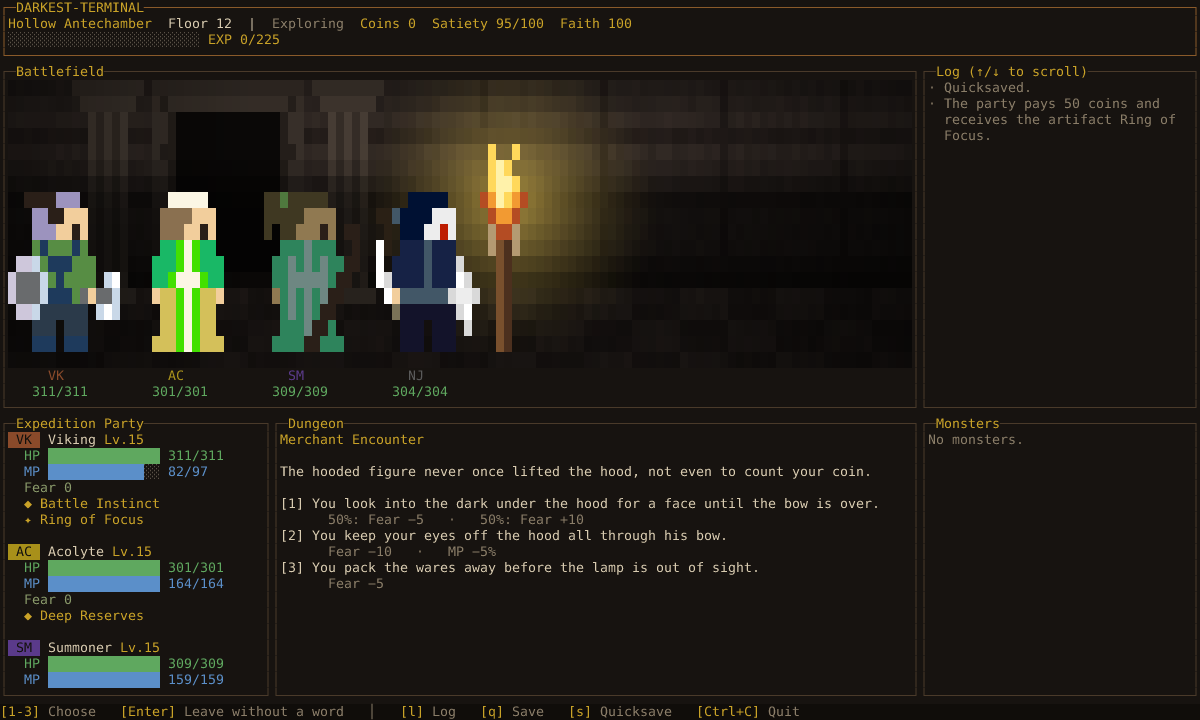 DARKEST-TERMINAL
Hollow Antechamber  Floor 12  |  Exploring  Coins 0  Satiety 95/100  Faith 100
EXP 0/225
Battlefield
VK AC SM NJ
311/311 301/301 309/309 304/304
Log (↑/↓ to scroll)
· Quicksaved.
· The party pays 50 coins and
receives the artifact Ring of
Focus.
Expedition Party
VK Viking Lv.15
HP 311/311
MP 82/97
Fear 0
◆ Battle Instinct
✦ Ring of Focus
AC Acolyte Lv.15
HP 301/301
MP 164/164
Fear 0
◆ Deep Reserves
SM Summoner Lv.15
HP 309/309
MP 159/159
Dungeon
Merchant Encounter
The hooded figure never once lifted the hood, not even to count your coin.
[1] You look into the dark under the hood for a face until the bow is over.
50%: Fear −5   ·   50%: Fear +10
[2] You keep your eyes off the hood all through his bow.
Fear −10   ·   MP −5%
[3] You pack the wares away before the lamp is out of sight.
Fear −5
Monsters
No monsters.
[1-3] Choose   [Enter] Leave without a word   │   [l] Log   [q] Save   [s] Quicksave   [Ctrl+C] Quit